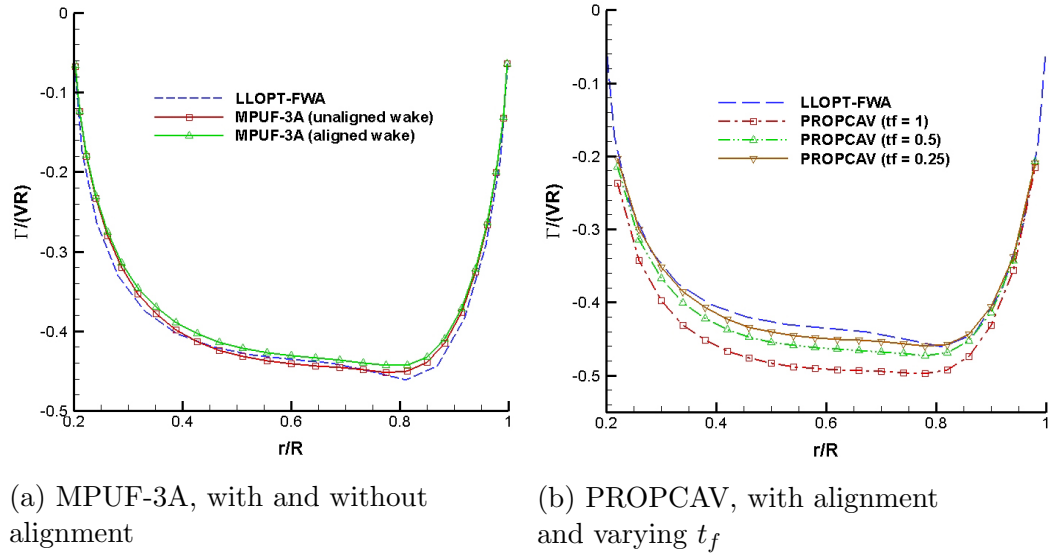 0
-0.1
-0.2
-0.3
-0.4
-0.5
Γ/(VR)
0.2
0.4
0.6
0.8
1
r/R
LLOPT-FWA
MPUF-3A (unaligned wake)
MPUF-3A (aligned wake)
(a) MPUF-3A, with and without
alignment
0
-0.1
-0.2
-0.3
-0.4
-0.5
Γ/(VR)
0.2
0.4
0.6
0.8
1
r/R
LLOPT-FWA
PROPCAV (tf = 1)
PROPCAV (tf = 0.5)
PROPCAV (tf = 0.25)
(b) PROPCAV, with alignment
and varying t_f